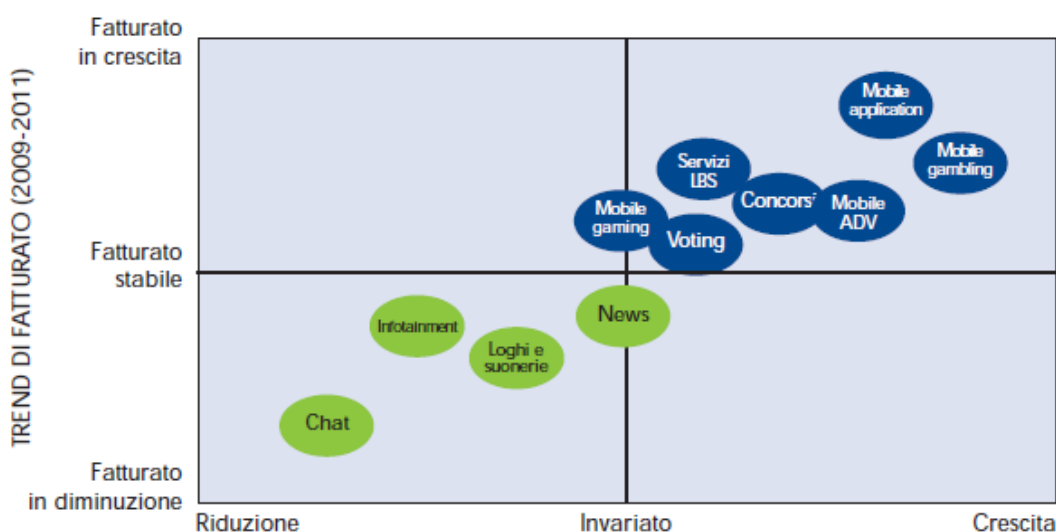 Fatturato
in crescita
TREND DI FATTURATO (2009-2011)
Mobile
application
Mobile
gambling
Servizi
LBS
Concorsi
Mobile
ADV
Mobile
gaming
Voting
Fatturato
stabile
News
Infotainment
Loghi e
suonerie
Chat
Fatturato
in diminuzione
Riduzione
Invariato
Crescita